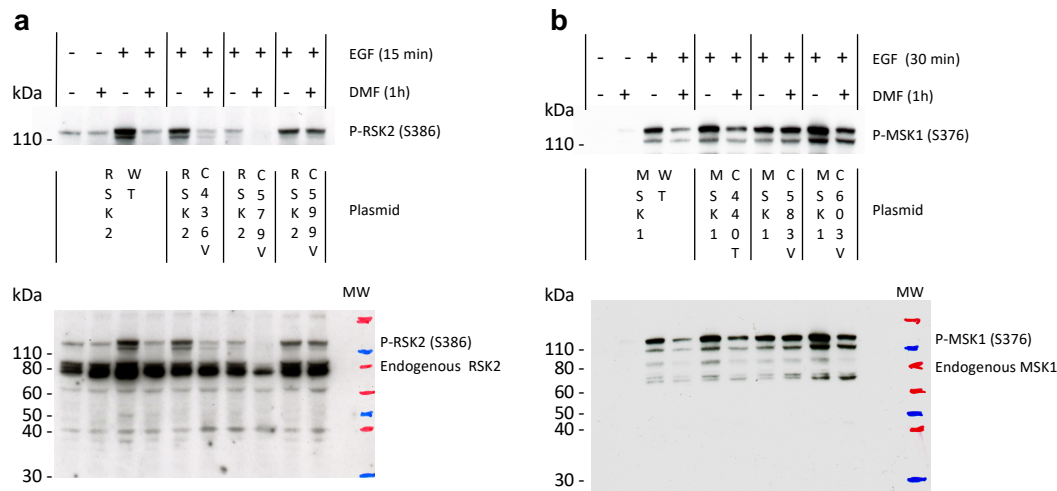 a
- - + + + + + + + + EGF (15 min)
- + - + - + - + - + DMF (1h)
kDa
110 - P-RSK2 (S386)
RSK2 WT RSK2 C436V RSK2 C579V RSK2 C599V Plasmid
kDa MW
P-RSK2 (S386)
110 -
80 - Endogenous RSK2
60 -
50 -
40 -
30 -
b
- - + + + + + + + + EGF (30 min)
- + - + - + - + - + DMF (1h)
kDa
110 - P-MSK1 (S376)
MSK1 WT MSK1 C440T MSK1 C583V MSK1 C603V Plasmid
kDa MW
P-MSK1 (S376)
110 -
80 - Endogenous MSK1
60 -
50 -
40 -
30 -